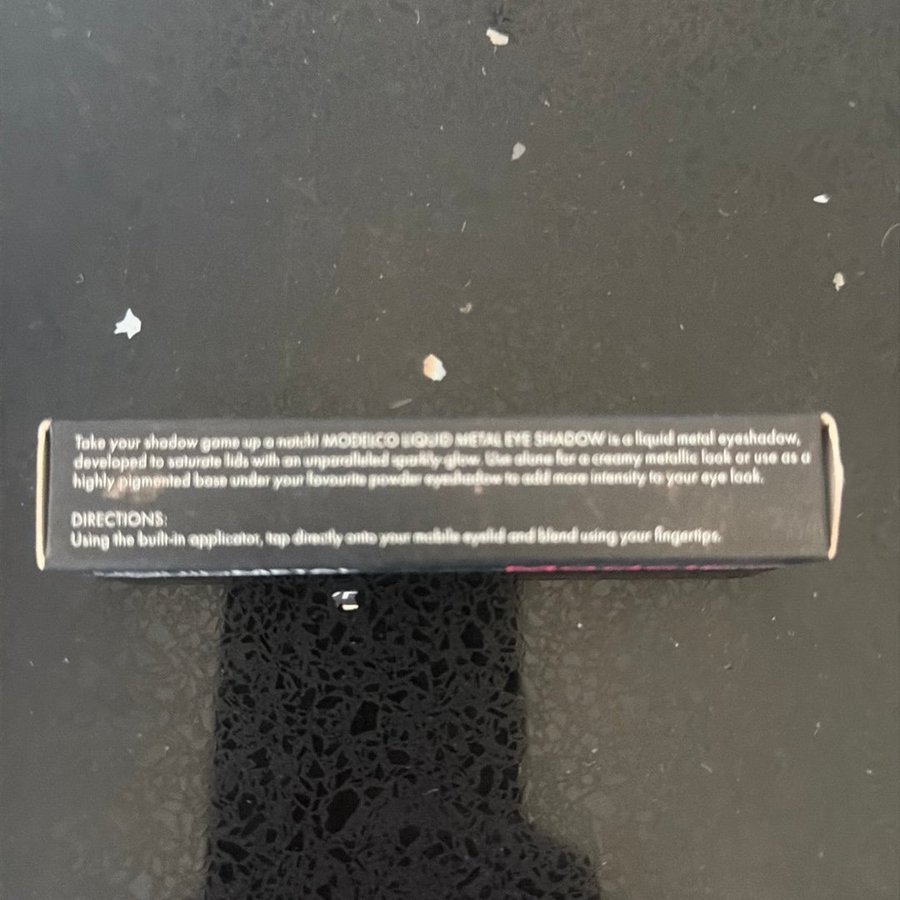 Take your shadow game up a notch! MODELCO LIQUID METAL EYE SHADOW is a liquid metal eyeshadow,
developed to saturate lids with an unparalleled sparkly glow. Use alone for a creamy metallic look or use as a
highly pigmented base under your favourite powder eyeshadow to add more intensity to your eye look.
DIRECTIONS:
Using the built-in applicator, tap directly onto your mobile eyelid and blend using your fingertips.